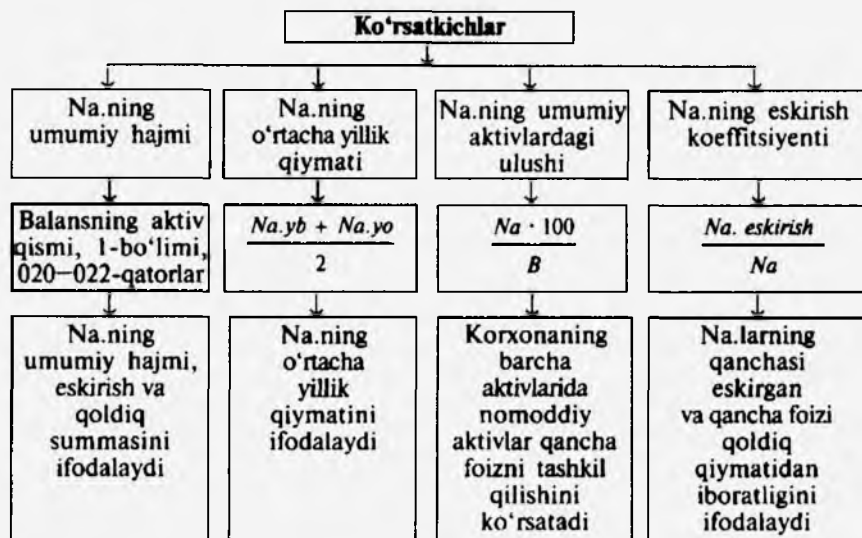 Ko‘rsatkichlar
Na.ning
umumiy hajmi
Na.ning
o‘rtacha yillik
qiymati
Na.ning umumiy
aktivlardagi
ulushi
Na.ning eskirish
koeffitsiyenti
Balansning aktiv
qismi, 1-bo‘limi,
020—022-qatorlar
Na.yb + Na.yo
2
Na · 100
B
Na. eskirish
Na
Na.ning
umumiy hajmi,
eskirish va
qoldiq
summasini
ifodalaydi
Na.ning
o‘rtacha
yillik
qiymatini
ifodalaydi
Korxonaning
barcha
aktivlarida
nomoddiy
aktivlar qancha
foizni tashkil
qilishini
ko‘rsatadi
Na.larning
qanchasi
eskirgan
va qancha foizi
qoldiq
qiymatidan
iboratligini
ifodalaydi